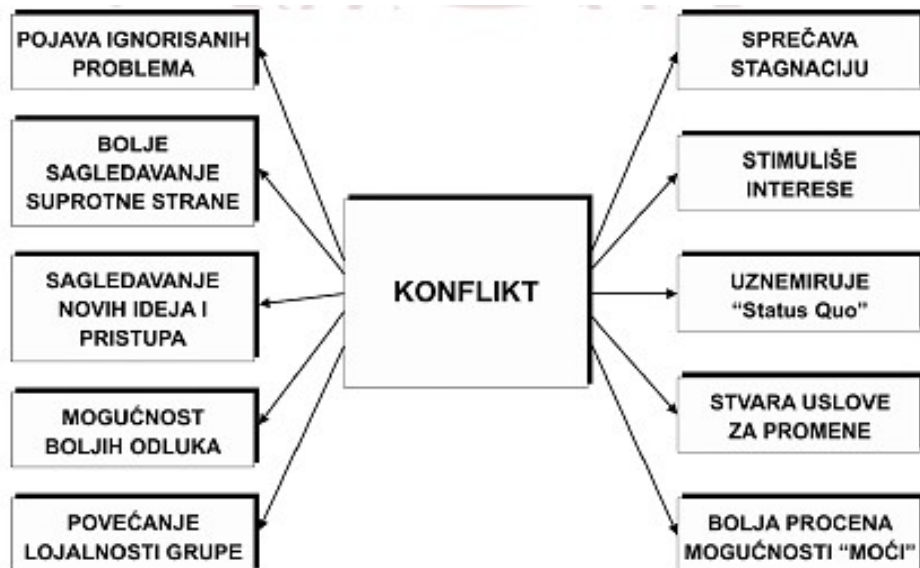 POJAVA IGNORISANIH
PROBLEMA
BOLJE
SAGLEDAVANJE
SUPROTNE STRANE
SAGLEDAVANJE
NOVIH IDEJA I
PRISTUPA
MOGUĆNOST
BOLJIH ODLUKA
POVEĆANJE
LOJALNOSTI GRUPE
KONFLIKT
SPREČAVA
STAGNACIJU
STIMULIŠE
INTERESE
UZNEMIRUJE
“Status Quo”
STVARA USLOVE
ZA PROMENE
BOLJA PROCENA
MOGUĆNOSTI “MOĆI”